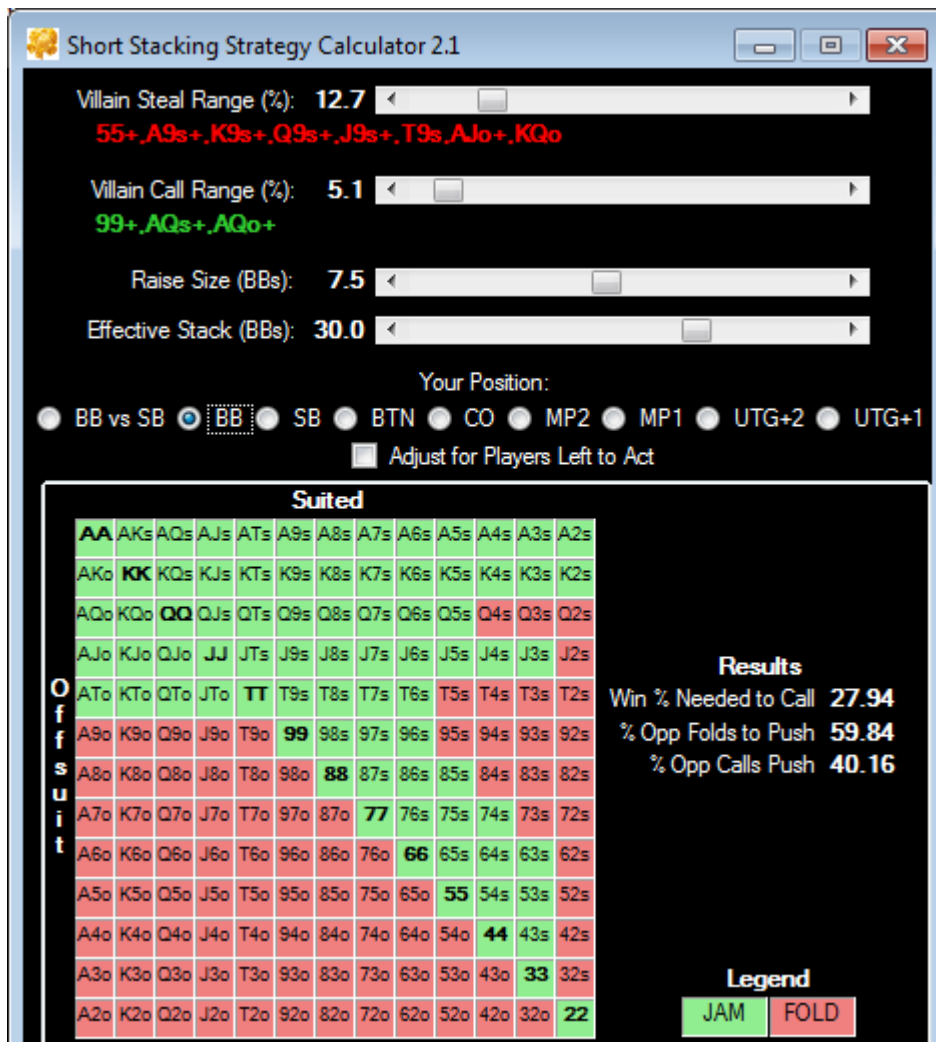 Short Stacking Strategy Calculator 2.1
Villain Steal Range (%): 12.7
55+,A9s+,K9s+,Q9s+,J9s+,T9s,AJo+,KQo
Villain Call Range (%): 5.1
99+,AQs+,AQo+
Raise Size (BBs): 7.5
Effective Stack (BBs): 30.0
Your Position:
BB vs SB BB SB BTN CO MP2 MP1 UTG+2 UTG+1
Adjust for Players Left to Act
Suited
Offsuit
AA AKs AQs AJs ATs A9s A8s A7s A6s A5s A4s A3s A2s
AKo KK KQs KJs KTs K9s K8s K7s K6s K5s K4s K3s K2s
AQo KQo QQ QJs QTs Q9s Q8s Q7s Q6s Q5s Q4s Q3s Q2s
AJo KJo QJo JJ JTs J9s J8s J7s J6s J5s J4s J3s J2s
ATo KTo QTo JTo TT T9s T8s T7s T6s T5s T4s T3s T2s
A9o K9o Q9o J9o T9o 99 98s 97s 96s 95s 94s 93s 92s
A8o K8o Q8o J8o T8o 98o 88 87s 86s 85s 84s 83s 82s
A7o K7o Q7o J7o T7o 97o 87o 77 76s 75s 74s 73s 72s
A6o K6o Q6o J6o T6o 96o 86o 76o 66 65s 64s 63s 62s
A5o K5o Q5o J5o T5o 95o 85o 75o 65o 55 54s 53s 52s
A4o K4o Q4o J4o T4o 94o 84o 74o 64o 54o 44 43s 42s
A3o K3o Q3o J3o T3o 93o 83o 73o 63o 53o 43o 33 32s
A2o K2o Q2o J2o T2o 92o 82o 72o 62o 52o 42o 32o 22
Results
Win % Needed to Call 27.94
% Opp Folds to Push 59.84
% Opp Calls Push 40.16
Legend
JAM FOLD